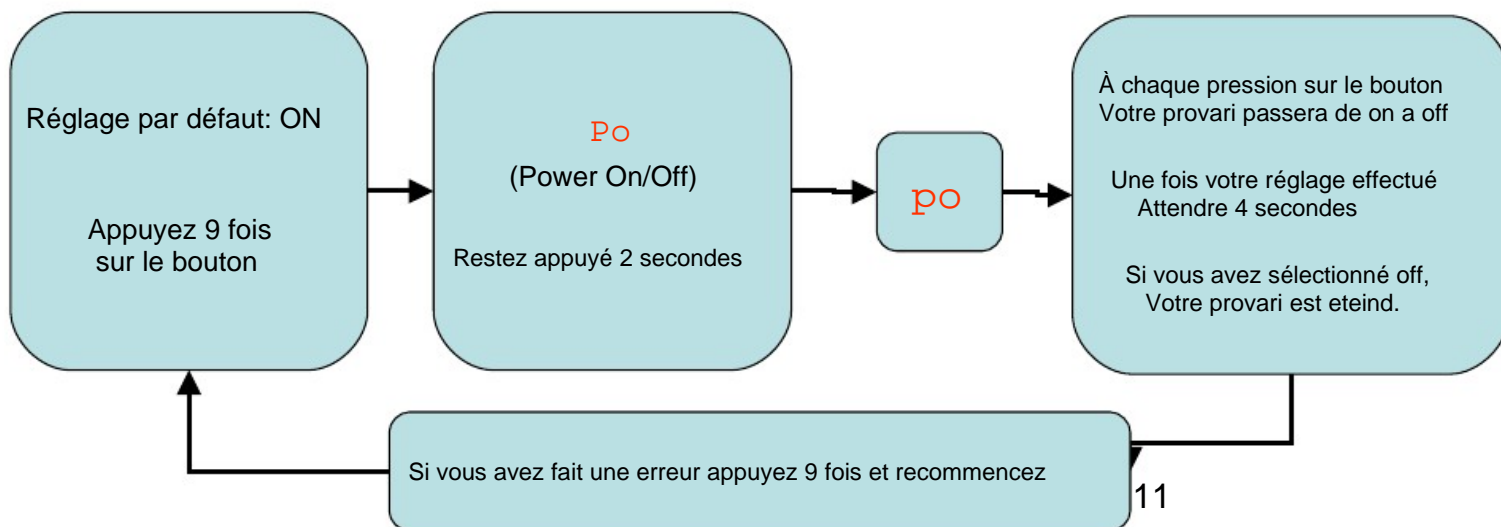 Réglage par défaut: ON
Appuyez 9 fois
sur le bouton
Po
(Power On/Off)
Restez appuyé 2 secondes
po
À chaque pression sur le bouton
Votre provari passera de on a off
Une fois votre réglage effectué
Attendre 4 secondes
Si vous avez sélectionné off,
Votre provari est eteind.
Si vous avez fait une erreur appuyez 9 fois et recommencez
11